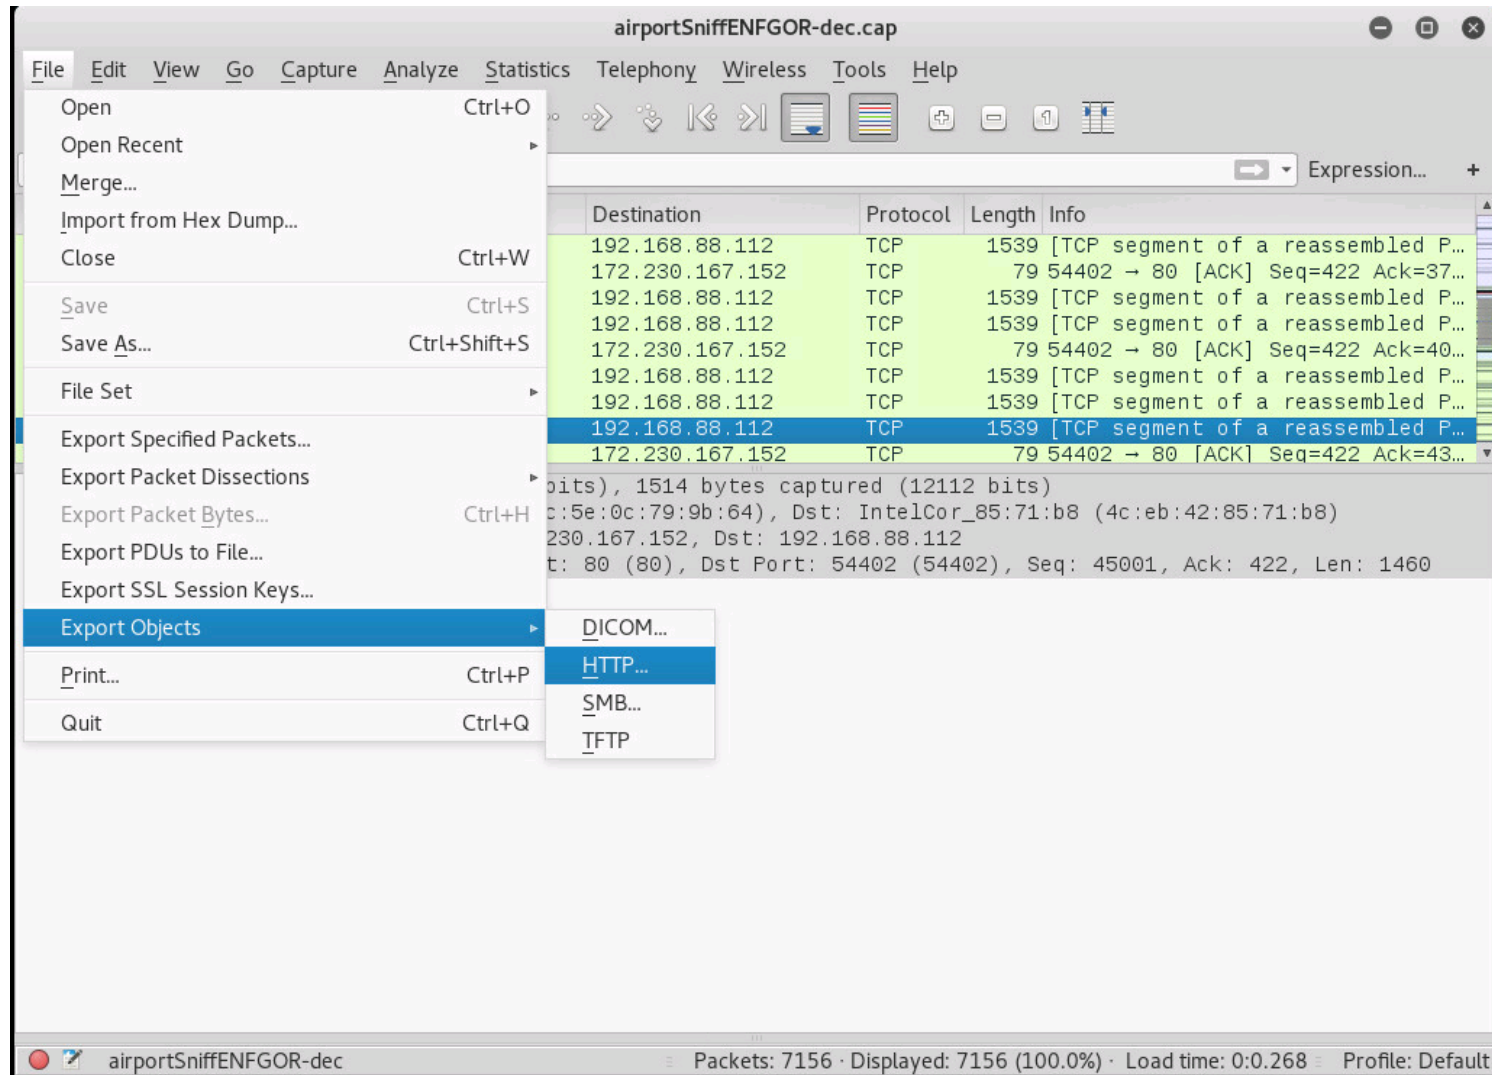 airportSniffENFGOR-dec.cap
File Edit View Go Capture Analyze Statistics Telephony Wireless Tools Help
Open Ctrl+O
Open Recent
Merge...
Import from Hex Dump...
Close Ctrl+W
Save Ctrl+S
Save As... Ctrl+Shift+S
File Set
Export Specified Packets...
Export Packet Dissections
Export Packet Bytes... Ctrl+H
Export PDUs to File...
Export SSL Session Keys...
Export Objects
Print... Ctrl+P
Quit Ctrl+Q
DICOM...
HTTP...
SMB...
TFTP
Expression... +
Destination Protocol Length Info
192.168.88.112 TCP 1539 [TCP segment of a reassembled P…
172.230.167.152 TCP 79 54402 → 80 [ACK] Seq=422 Ack=37…
192.168.88.112 TCP 1539 [TCP segment of a reassembled P…
192.168.88.112 TCP 1539 [TCP segment of a reassembled P…
172.230.167.152 TCP 79 54402 → 80 [ACK] Seq=422 Ack=40…
192.168.88.112 TCP 1539 [TCP segment of a reassembled P…
192.168.88.112 TCP 1539 [TCP segment of a reassembled P…
192.168.88.112 TCP 1539 [TCP segment of a reassembled P…
172.230.167.152 TCP 79 54402 → 80 [ACK] Seq=422 Ack=43…
bits), 1514 bytes captured (12112 bits)
c:5e:0c:79:9b:64), Dst: IntelCor_85:71:b8 (4c:eb:42:85:71:b8)
230.167.152, Dst: 192.168.88.112
t: 80 (80), Dst Port: 54402 (54402), Seq: 45001, Ack: 422, Len: 1460
airportSniffENFGOR-dec Packets: 7156 · Displayed: 7156 (100.0%) · Load time: 0:0.268 Profile: Default